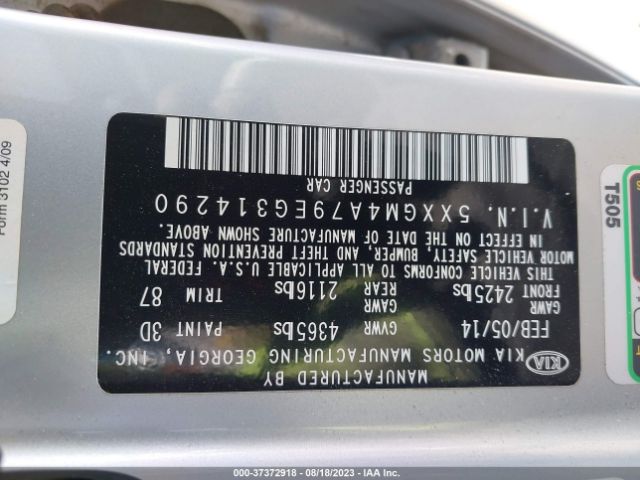 MANUFACTURED BY
KIA KIA MOTORS MANUFACTURING GEORGIA, INC.
FEB/05/14 GVWR 4365lbs PAINT 3D
GAWR FRONT 2425lbs GAWR REAR 2116lbs TRIM 87
THIS VEHICLE CONFORMS TO ALL APPLICABLE U.S.A. FEDERAL
MOTOR VEHICLE SAFETY, BUMPER, AND THEFT PREVENTION STANDARDS
IN EFFECT ON THE DATE OF MANUFACTURE SHOWN ABOVE.
V.I.N. 5XXGM4A79EG314290
PASSENGER CAR
Form 3102 4/09
T505
000-37372918 - 08/18/2023 - IAA Inc.